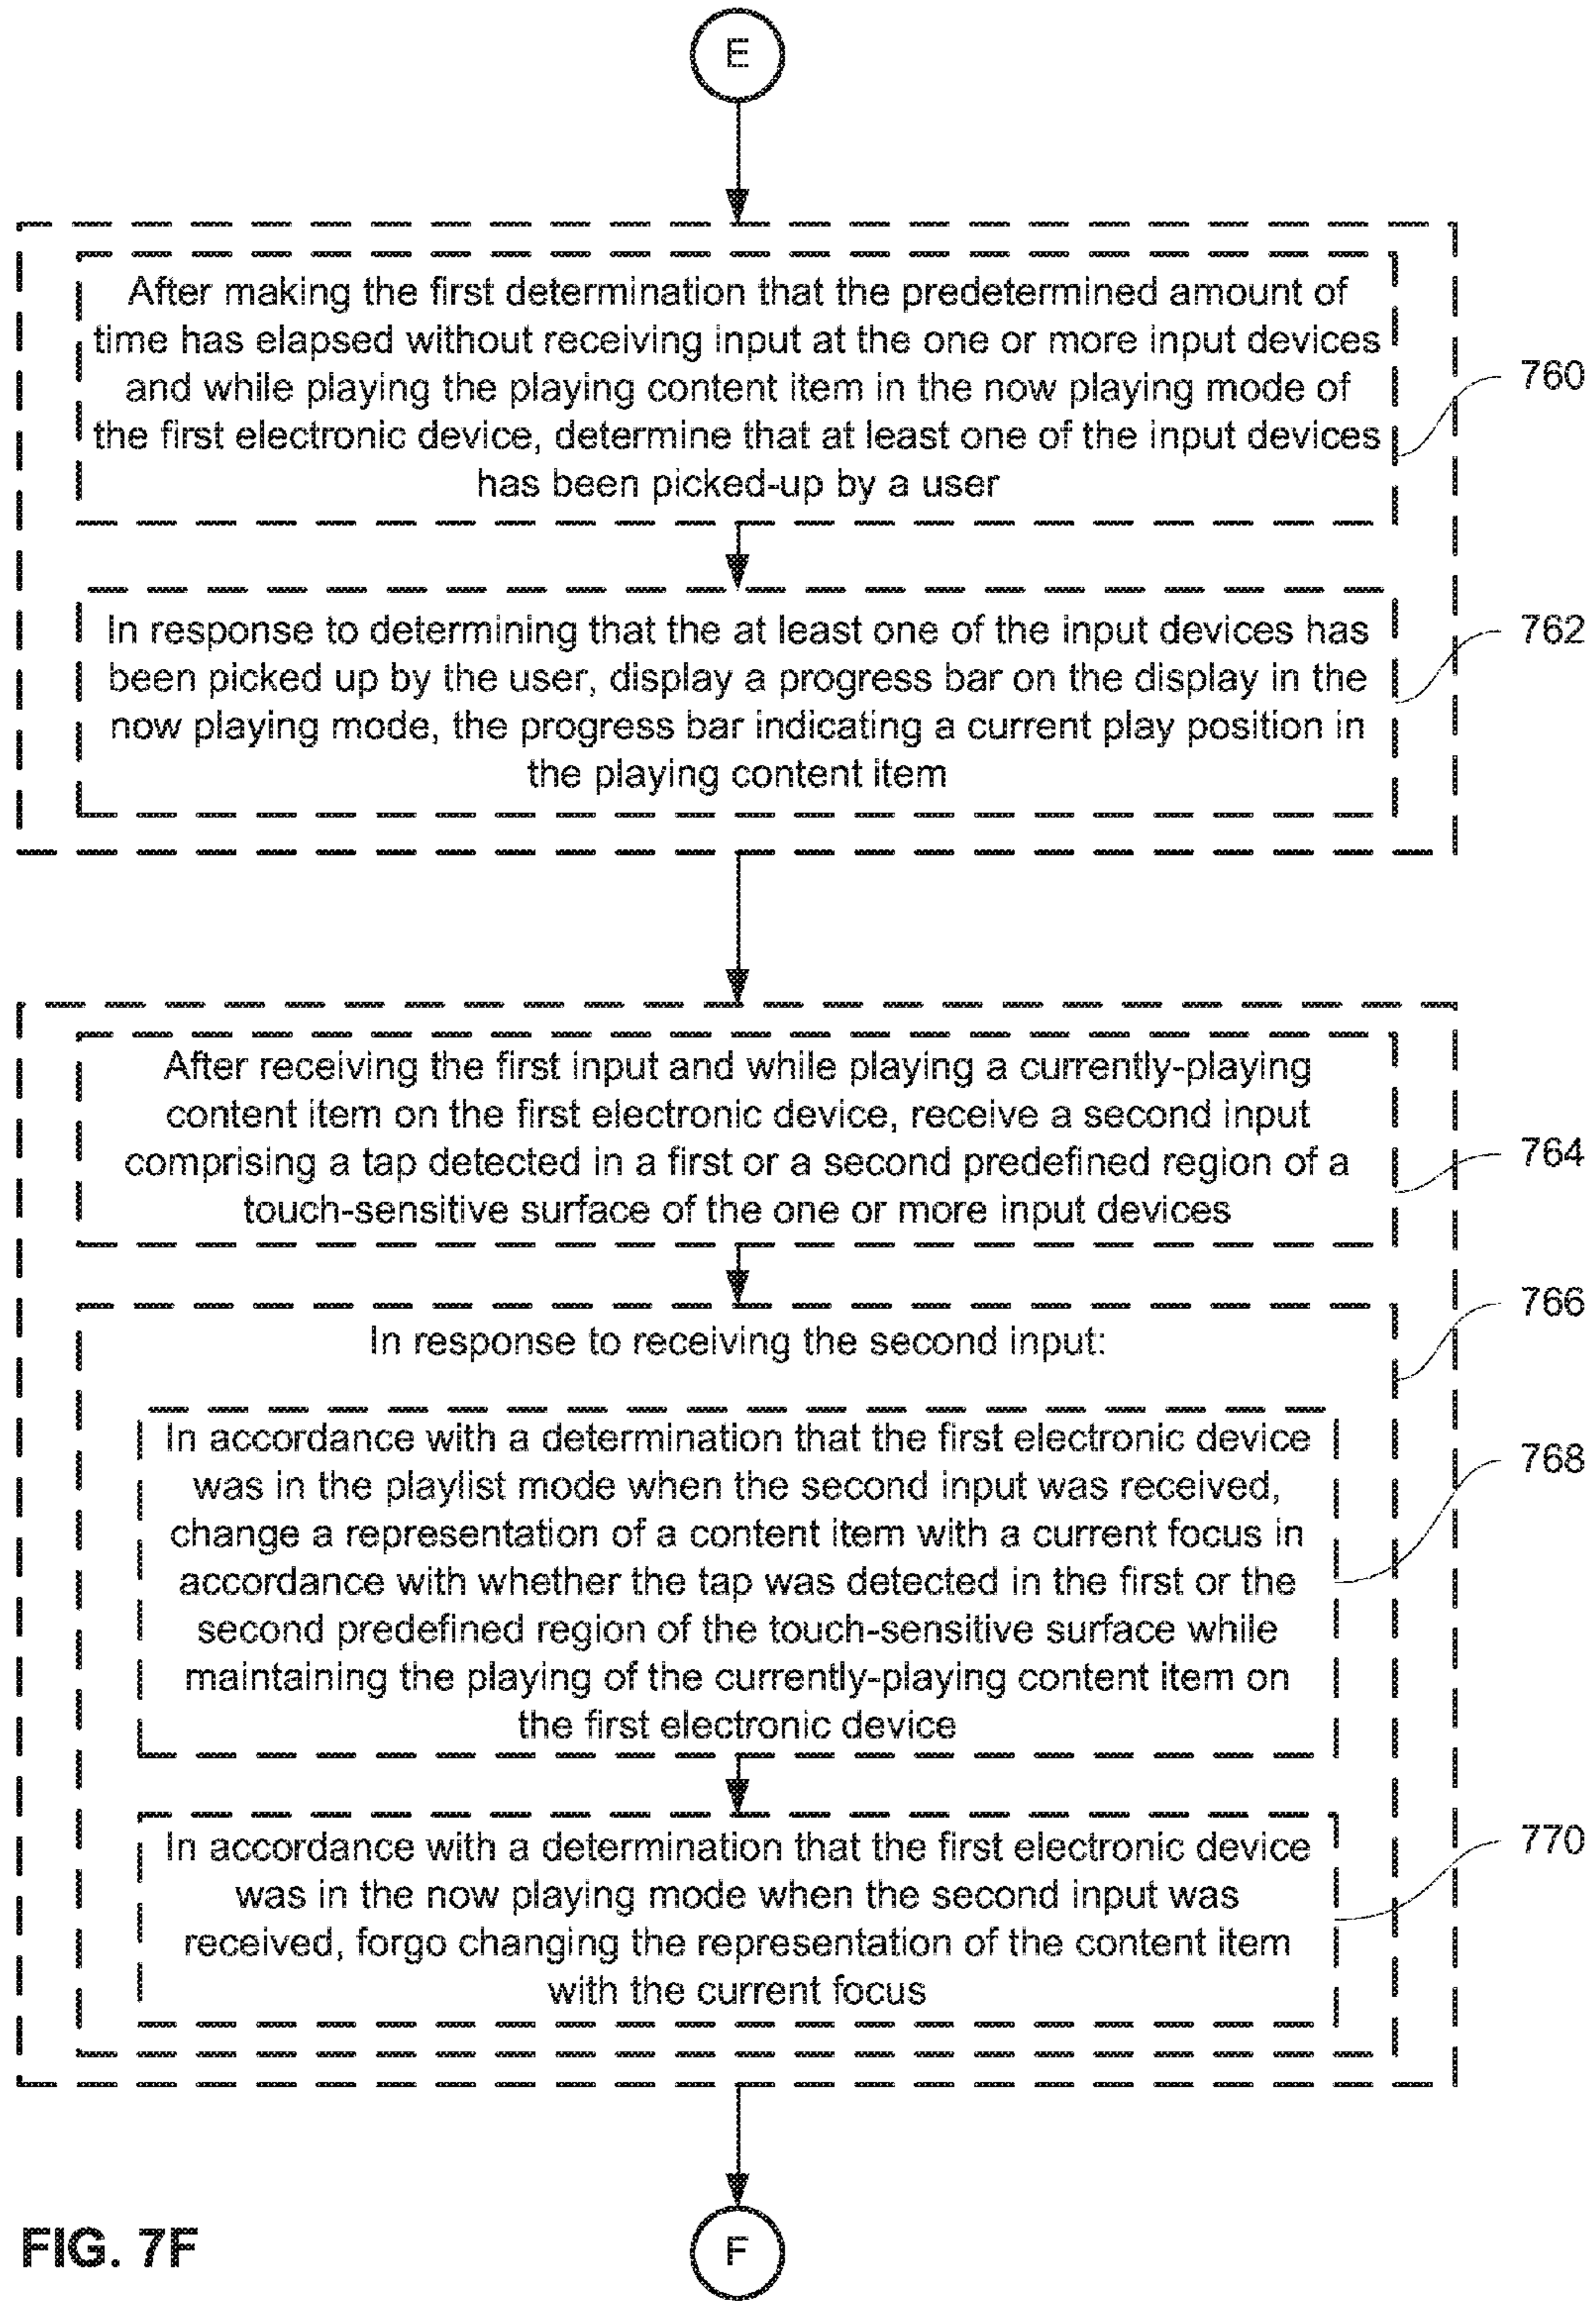 E
After making the first determination that the predetermined amount of
time has elapsed without receiving input at the one or more input devices
and while playing the playing content item in the now playing mode of
the first electronic device, determine that at least one of the input devices
has been picked-up by a user
760
In response to determining that the at least one of the input devices has
been picked up by the user, display a progress bar on the display in the
now playing mode, the progress bar indicating a current play position in
the playing content item
762
After receiving the first input and while playing a currently-playing
content item on the first electronic device, receive a second input
comprising a tap detected in a first or a second predefined region of a
touch-sensitive surface of the one or more input devices
764
In response to receiving the second input:
766
In accordance with a determination that the first electronic device
was in the playlist mode when the second input was received,
change a representation of a content item with a current focus in
accordance with whether the tap was detected in the first or the
second predefined region of the touch-sensitive surface while
maintaining the playing of the currently-playing content item on
the first electronic device
768
In accordance with a determination that the first electronic device
was in the now playing mode when the second input was
received, forgo changing the representation of the content item
with the current focus
770
F
FIG. 7F